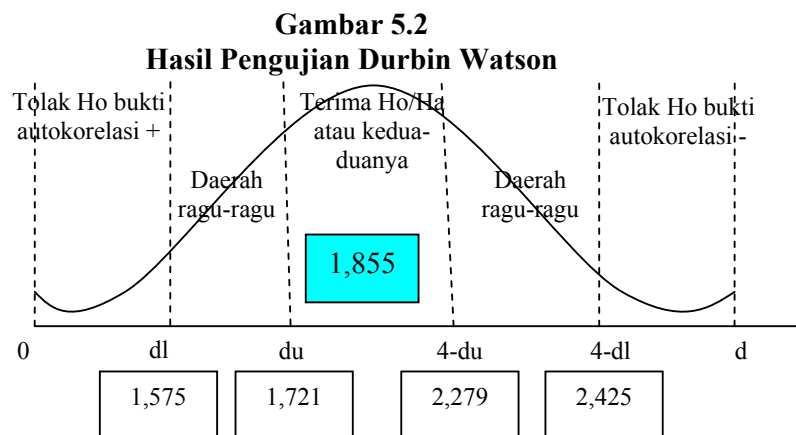 Gambar 5.2
Hasil Pengujian Durbin Watson
Tolak Ho bukti
autokorelasi +
Daerah
ragu-ragu
Terima Ho/Ha
atau kedua-
duanya
Daerah
ragu-ragu
Tolak Ho bukti
autokorelasi -
1,855
0 dl du 4-du 4-dl d
1,575 1,721 2,279 2,425